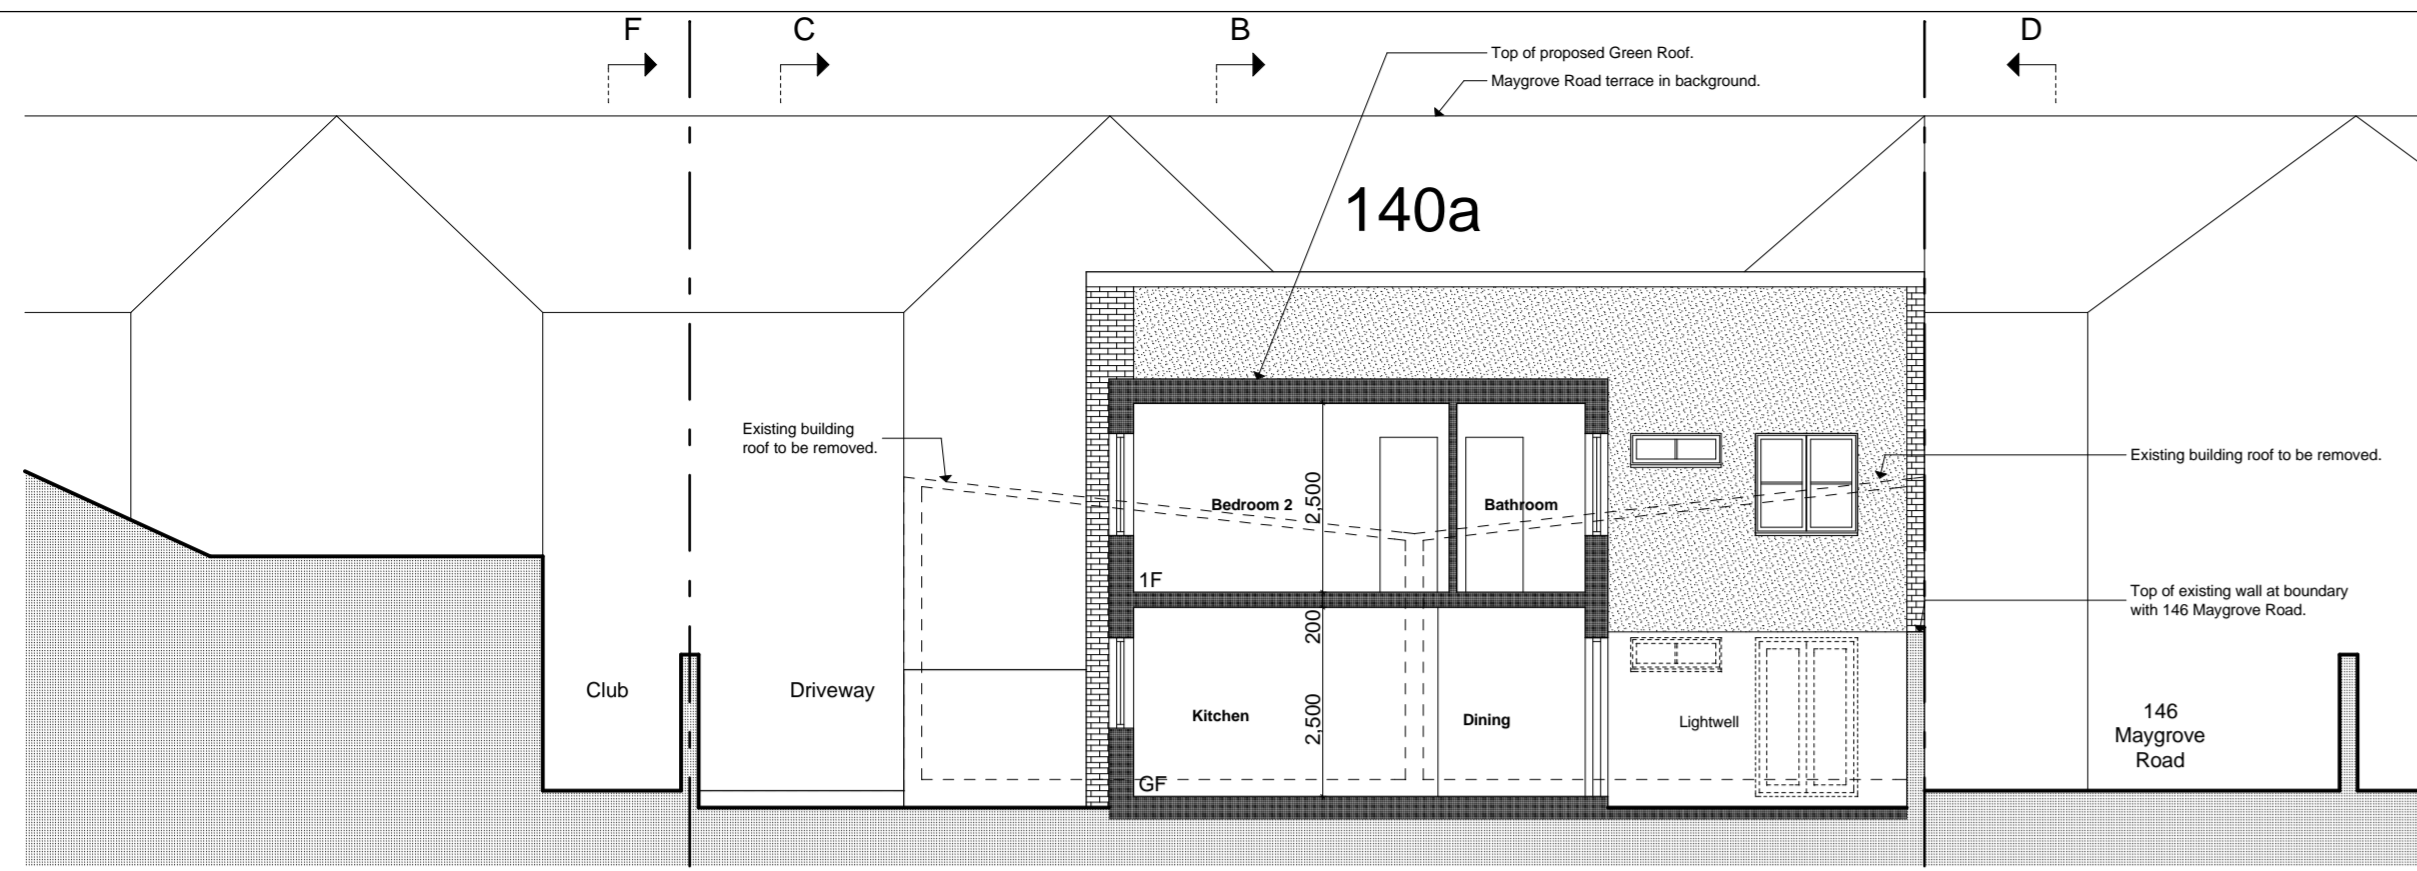 F
C
B
D
Top of proposed Green Roof.
Maygrove Road terrace in background.
140a
Existing building
roof to be removed.
Existing building roof to be removed.
Bedroom 2
2,500
Bathroom
1F
Top of existing wall at boundary
with 146 Maygrove Road.
200
Club
Driveway
Kitchen
2,500
Dining
Lightwell
146
Maygrove
Road
GF